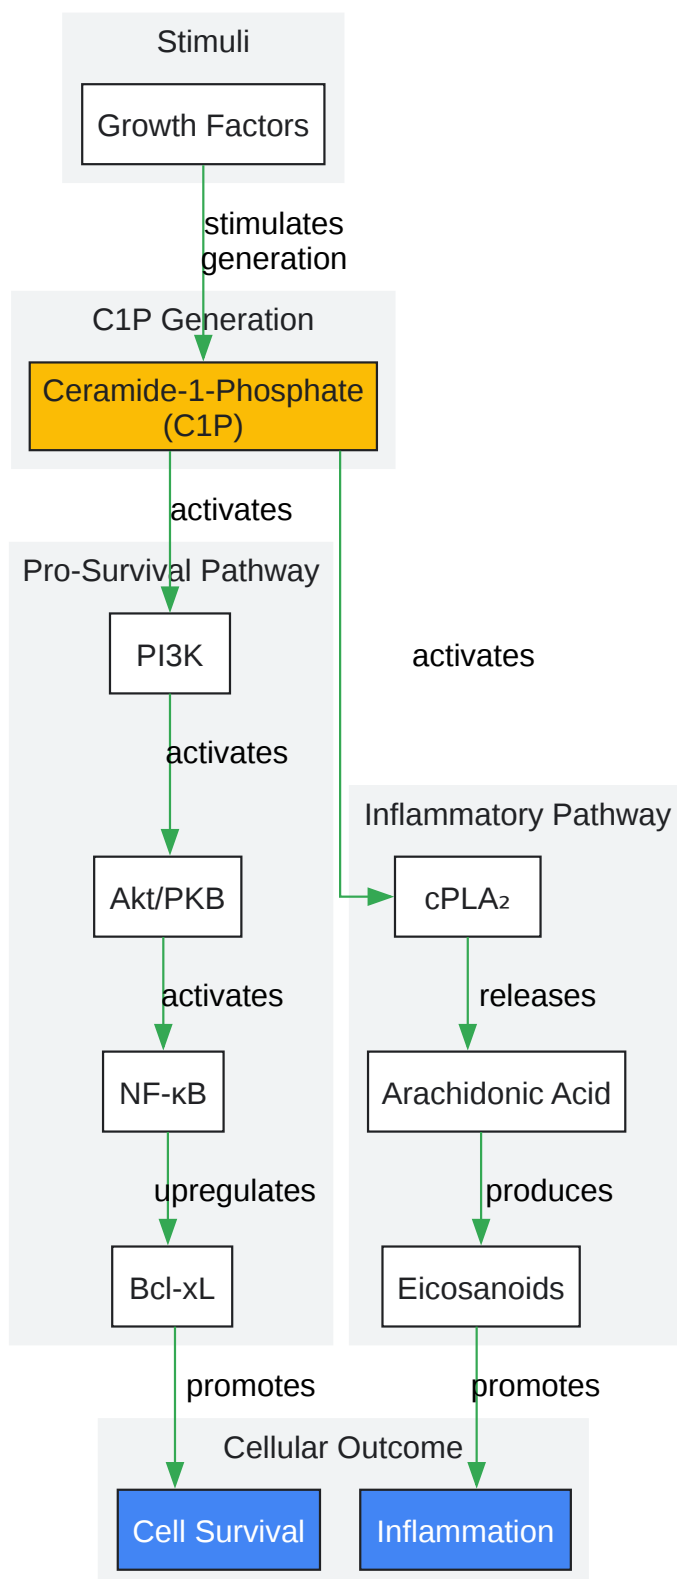 Stimuli
Growth Factors
stimulates
generation
C1P Generation
Ceramide-1-Phosphate
(C1P)
activates
Pro-Survival Pathway
PI3K
activates
activates
Inflammatory Pathway
Akt/PKB
cPLA₂
activates
releases
NF-κB
Arachidonic Acid
upregulates
produces
Bcl-xL
Eicosanoids
promotes
promotes
Cellular Outcome
Cell Survival
Inflammation